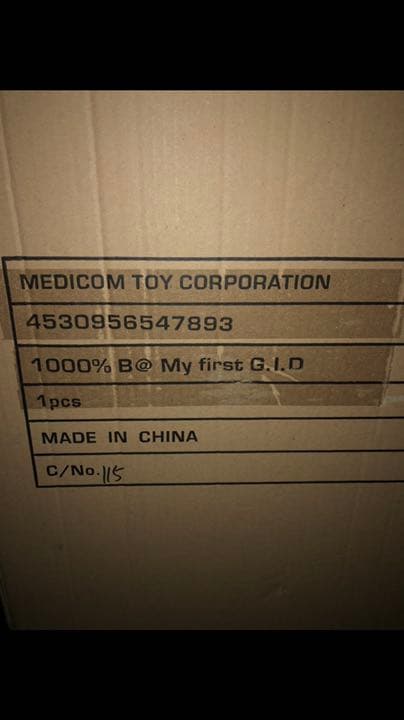 MEDICOM TOY CORPORATION
4530956547893
1000% B@ My first G.I.D
1pcs
MADE IN CHINA
C/No. 115